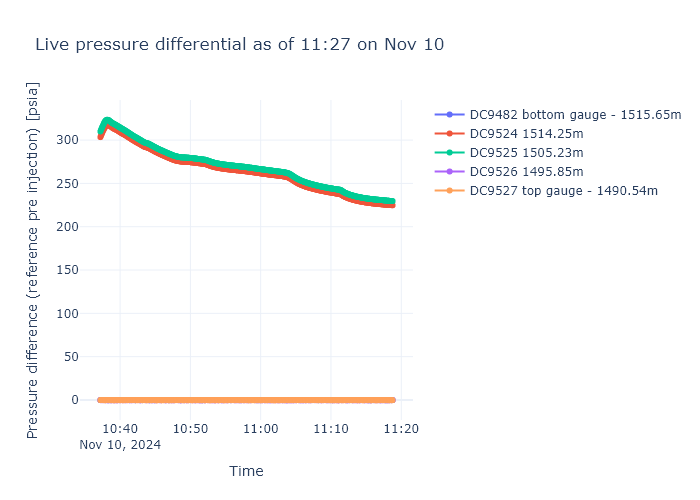 Live pressure differential as of 11:27 on Nov 10
Pressure difference (reference pre injection) [psia]
300
250
200
150
100
50
0
10:40
Nov 10, 2024
10:50
11:00
11:10
11:20
Time
DC9482 bottom gauge - 1515.65m
DC9524 1514.25m
DC9525 1505.23m
DC9526 1495.85m
DC9527 top gauge - 1490.54m